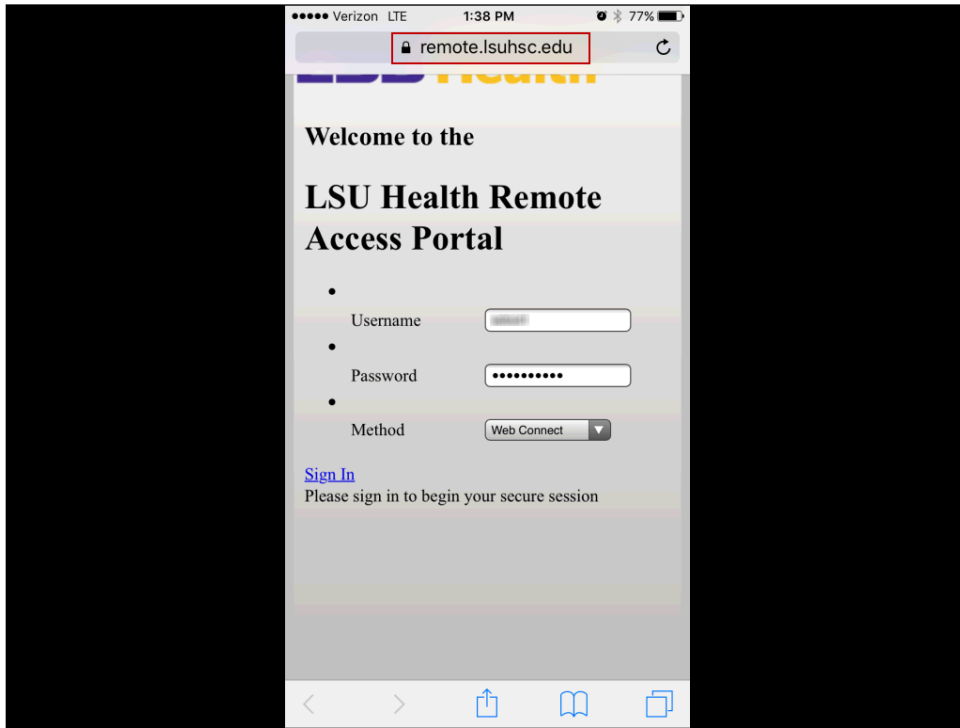 Verizon LTE 1:38 PM 77%
remote.lsuhsc.edu
Health
Welcome to the
LSU Health Remote
Access Portal
Username
Password
Method Web Connect
Sign In
Please sign in to begin your secure session